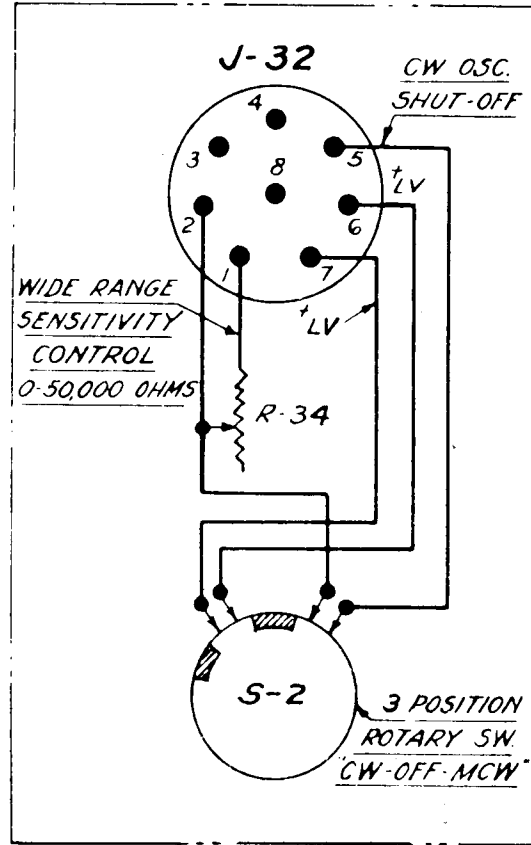 J-32
CW OSC.
SHUT-OFF
4
3
5
8
+LV
2
6
1
7
WIDE RANGE
SENSITIVITY
CONTROL
0-50,000 OHMS
+LV
R-34
S-2
3 POSITION
ROTARY SW.
"CW-OFF-MCW"